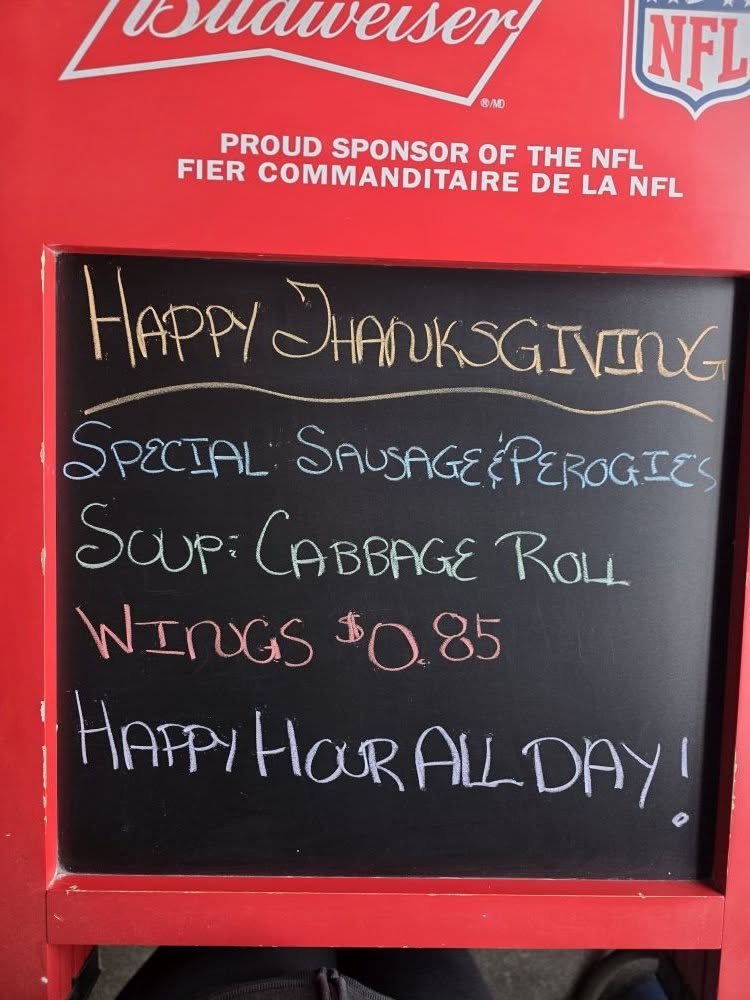 Budweiser
®/MD
NFL
PROUD SPONSOR OF THE NFL
FIER COMMANDITAIRE DE LA NFL
HAPPY THANKSGIVING
SPECIAL SAUSAGE & PEROGIES
SOUP: CABBAGE ROLL
WINGS $0.85
HAPPY HOUR ALL DAY!